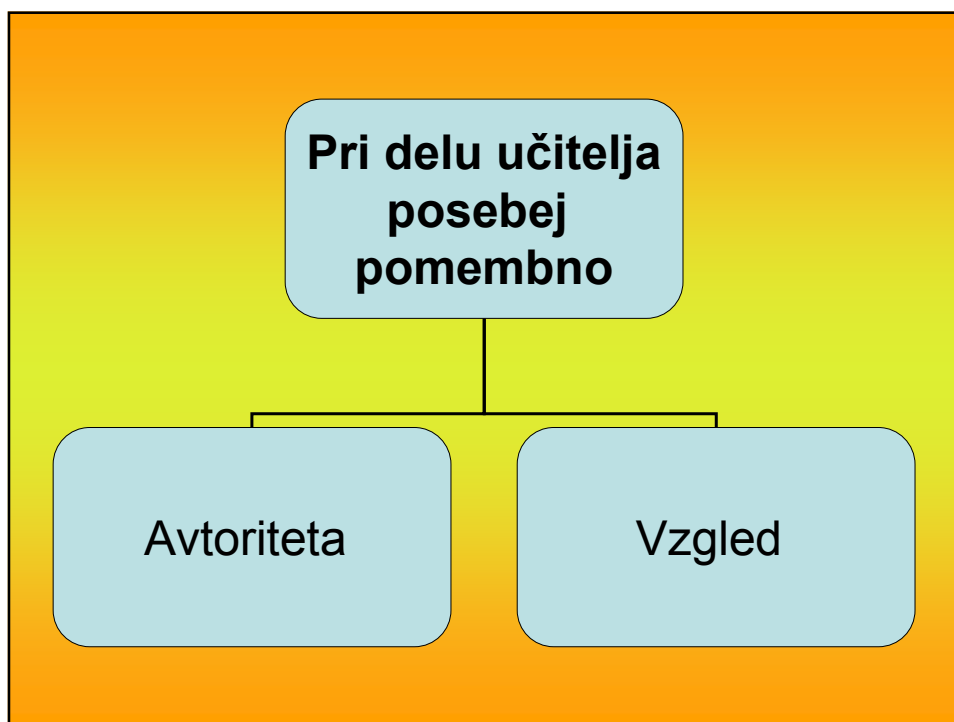 Pri delu učitelja
posebej
pomembno
Avtoriteta
Vzgled